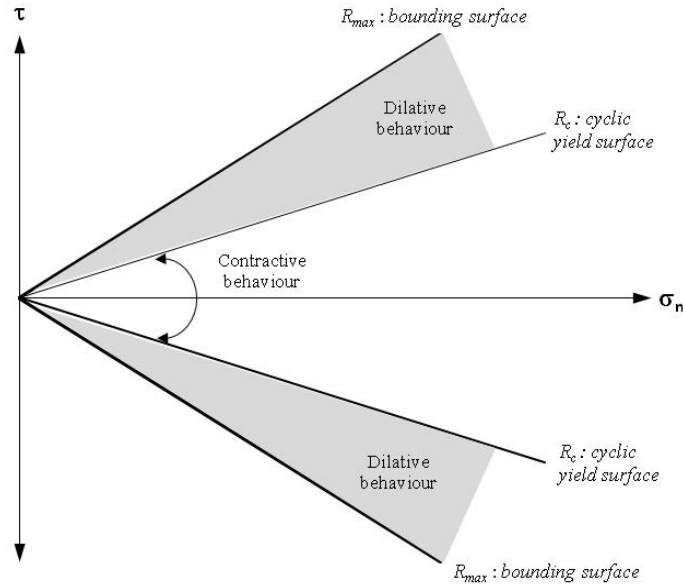 τ
R_max : bounding surface
Dilative
behaviour
R_c : cyclic
yield surface
Contractive
behaviour
σ_n
R_c : cyclic
yield surface
Dilative
behaviour
R_max : bounding surface